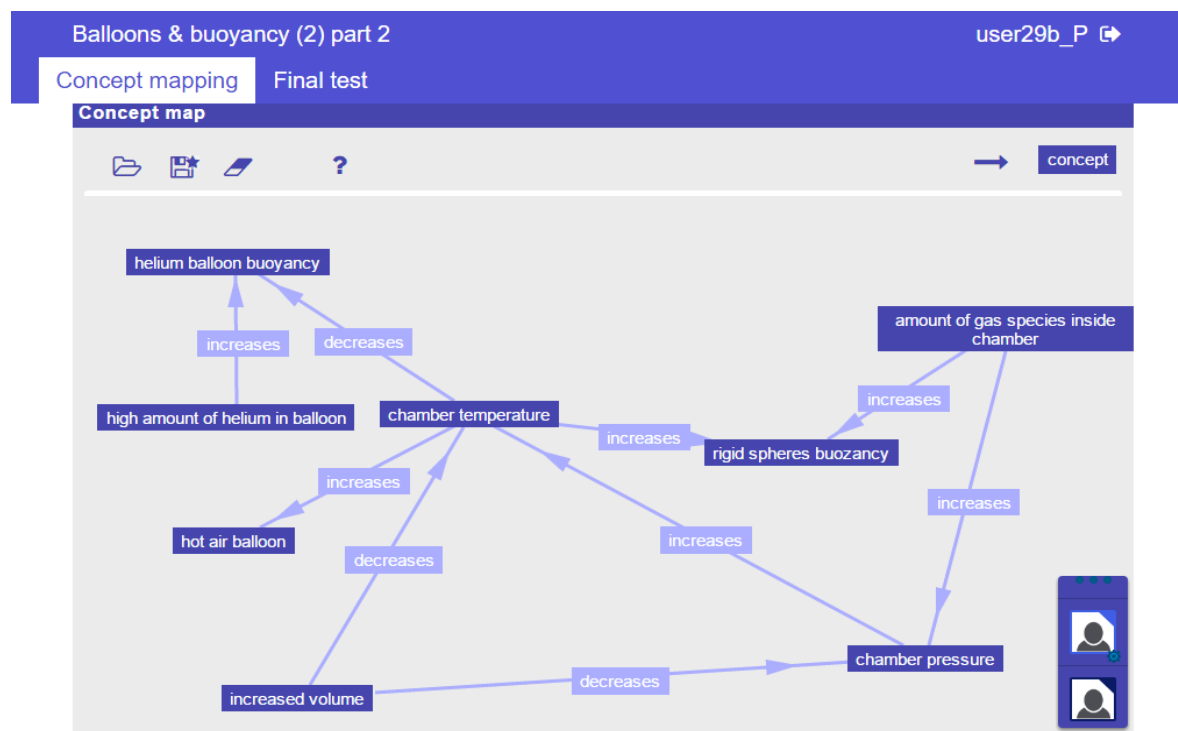 Balloons & buoyancy (2) part 2
user29b_P
Concept mapping
Final test
Concept map
?
concept
helium balloon buoyancy
amount of gas species inside
chamber
increases
decreases
increases
high amount of helium in balloon
chamber temperature
increases
rigid spheres buozancy
increases
increases
hot air balloon
increases
decreases
chamber pressure
decreases
increased volume